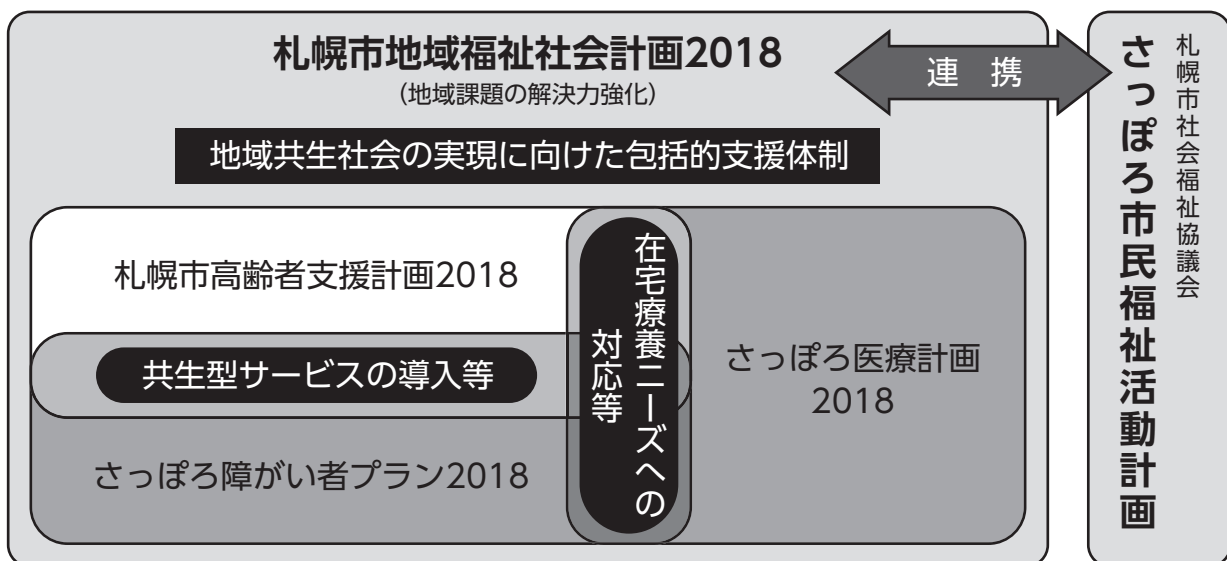 札幌市地域福祉社会計画2018
(地域課題の解決力強化)
連 携
地域共生社会の実現に向けた包括的支援体制
札幌市高齢者支援計画2018
共生型サービスの導入等
さっぽろ障がい者プラン2018
在宅療養ニーズへの
対応等
さっぽろ医療計画
2018
札幌市社会福祉協議会
さっぽろ市民福祉活動計画